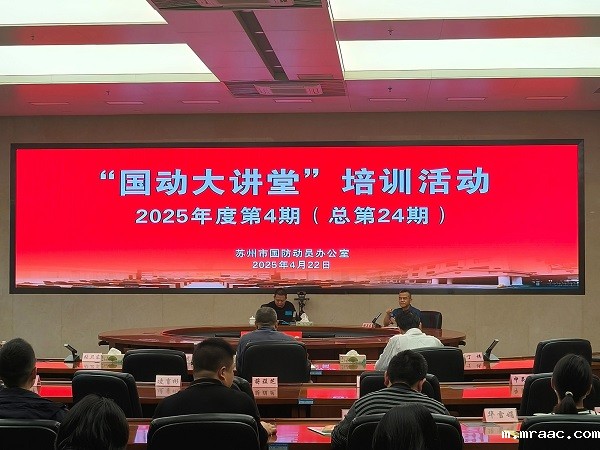 “国动大讲堂”培训活动
2025年度第4期（总第24期）
苏州市国防动员办公室
2025年4月22日
m.mraac.com